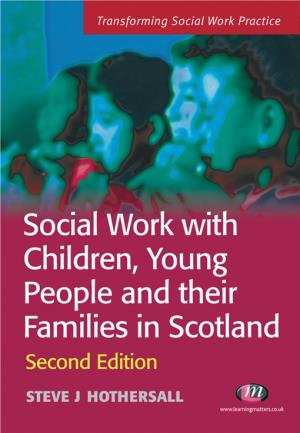 Transforming Social Work Practice
Social Work with
Children, Young
People and their
Families in Scotland
Second Edition
STEVE J HOTHERSALL
www.learningmatters.co.uk